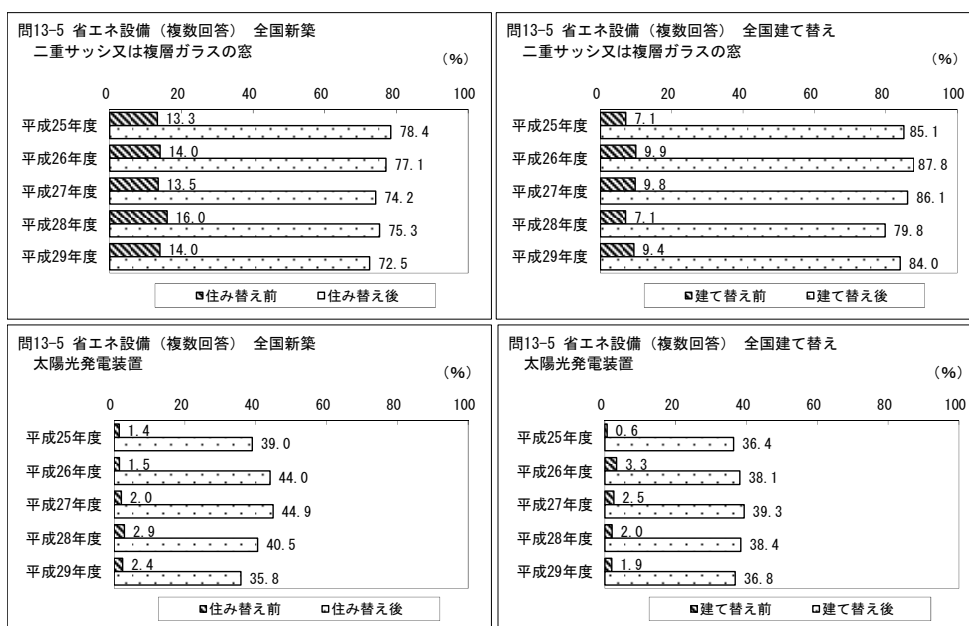 問13-5 省エネ設備（複数回答） 全国新築
二重サッシ又は複層ガラスの窓
（%）
0 20 40 60 80 100
平成25年度 13.3 78.4
平成26年度 14.0 77.1
平成27年度 13.5 74.2
平成28年度 16.0 75.3
平成29年度 14.0 72.5
住み替え前 住み替え後
問13-5 省エネ設備（複数回答） 全国建て替え
二重サッシ又は複層ガラスの窓
（%）
0 20 40 60 80 100
平成25年度 7.1 85.1
平成26年度 9.9 87.8
平成27年度 9.8 86.1
平成28年度 7.1 79.8
平成29年度 9.4 84.0
建て替え前 建て替え後
問13-5 省エネ設備（複数回答） 全国新築
太陽光発電装置
（%）
0 20 40 60 80 100
平成25年度 1.4 39.0
平成26年度 1.5 44.0
平成27年度 2.0 44.9
平成28年度 2.9 40.5
平成29年度 2.4 35.8
住み替え前 住み替え後
問13-5 省エネ設備（複数回答） 全国建て替え
太陽光発電装置
（%）
0 20 40 60 80 100
平成25年度 0.6 36.4
平成26年度 3.3 38.1
平成27年度 2.5 39.3
平成28年度 2.0 38.4
平成29年度 1.9 36.8
建て替え前 建て替え後